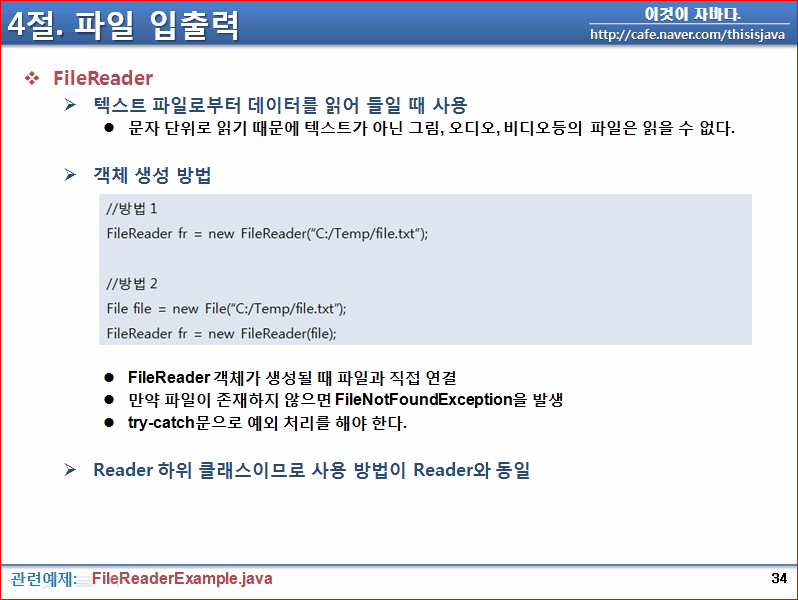 4절. 파일 입출력
이것이 자바다.
http://cafe.naver.com/thisisjava
FileReader
텍스트 파일로부터 데이터를 읽어 들일 때 사용
문자 단위로 읽기 때문에 텍스트가 아닌 그림, 오디오, 비디오등의 파일은 읽을 수 없다.
객체 생성 방법
//방법 1
FileReader fr = new FileReader("C:/Temp/file.txt");
//방법 2
File file = new File("C:/Temp/file.txt");
FileReader fr = new FileReader(file);
FileReader 객체가 생성될 때 파일과 직접 연결
만약 파일이 존재하지 않으면 FileNotFoundException을 발생
try-catch문으로 예외 처리를 해야 한다.
Reader 하위 클래스이므로 사용 방법이 Reader와 동일
관련예제: FileReaderExample.java
34